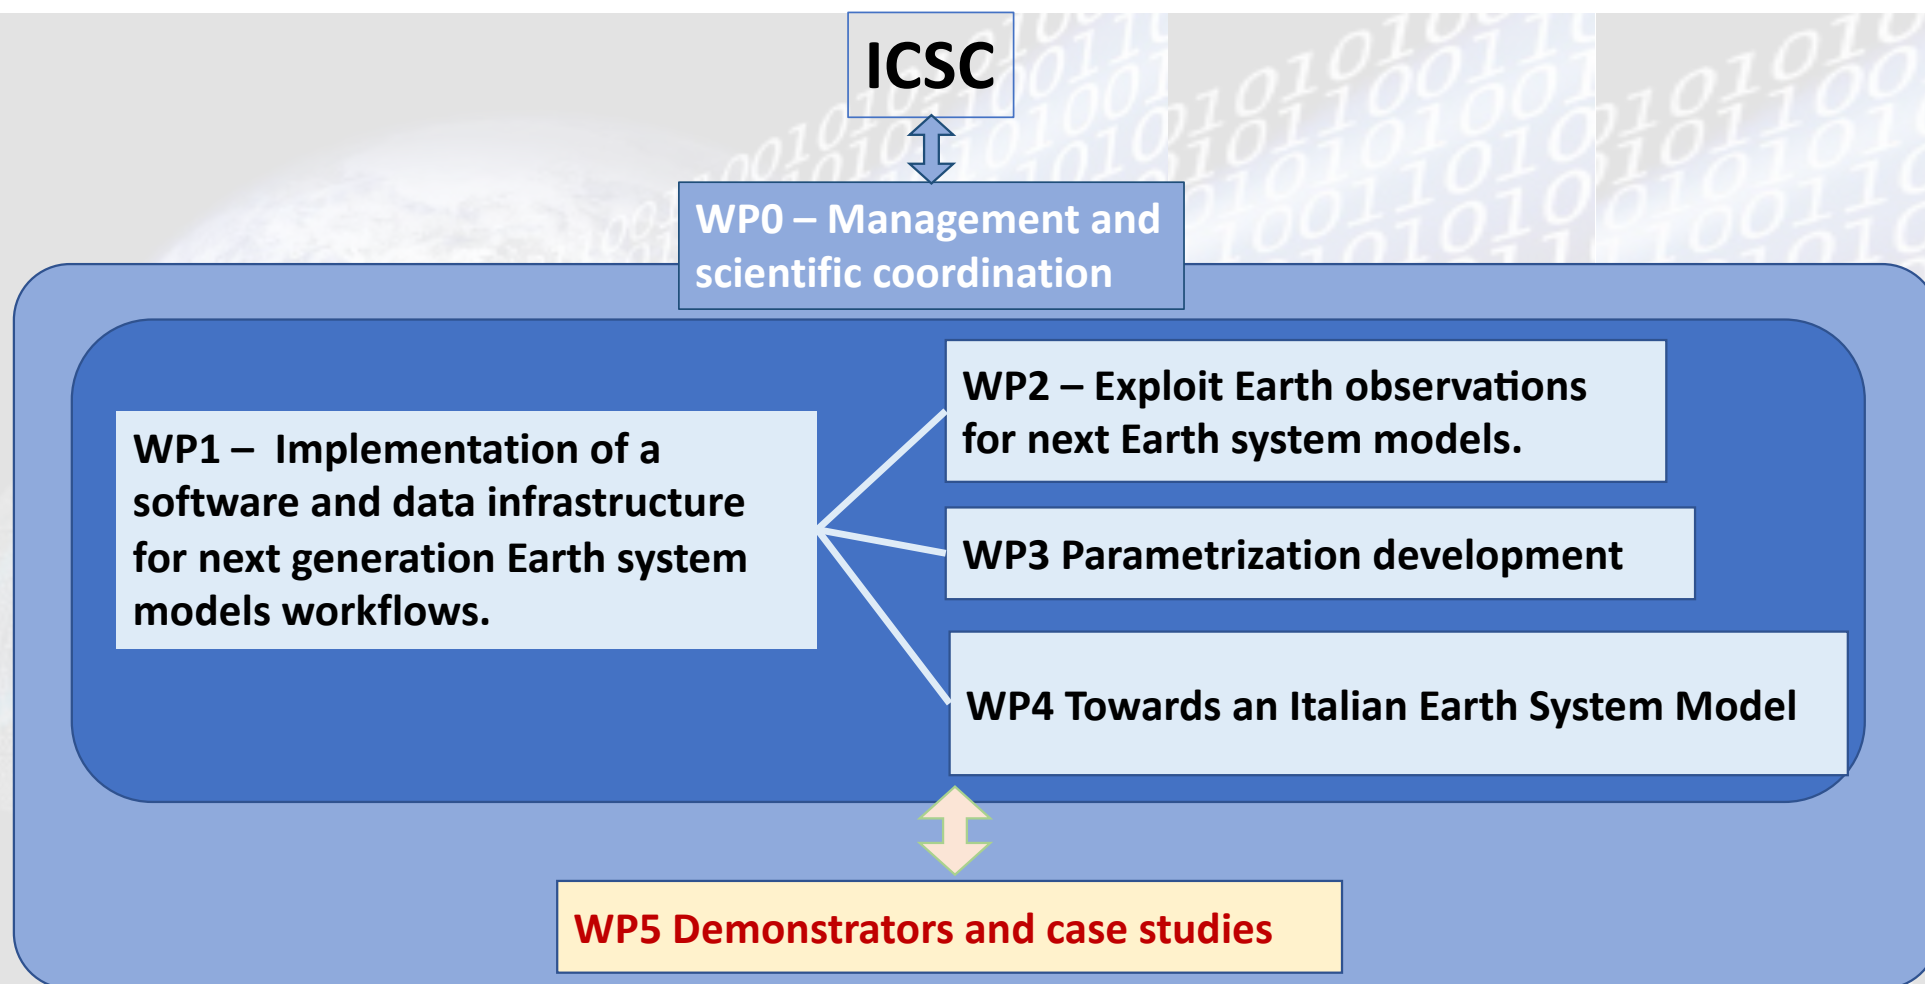 ICSC
WP0 – Management and
scientific coordination
WP1 – Implementation of a
software and data infrastructure
for next generation Earth system
models workflows.
WP2 – Exploit Earth observations
for next Earth system models.
WP3 Parametrization development
WP4 Towards an Italian Earth System Model
WP5 Demonstrators and case studies